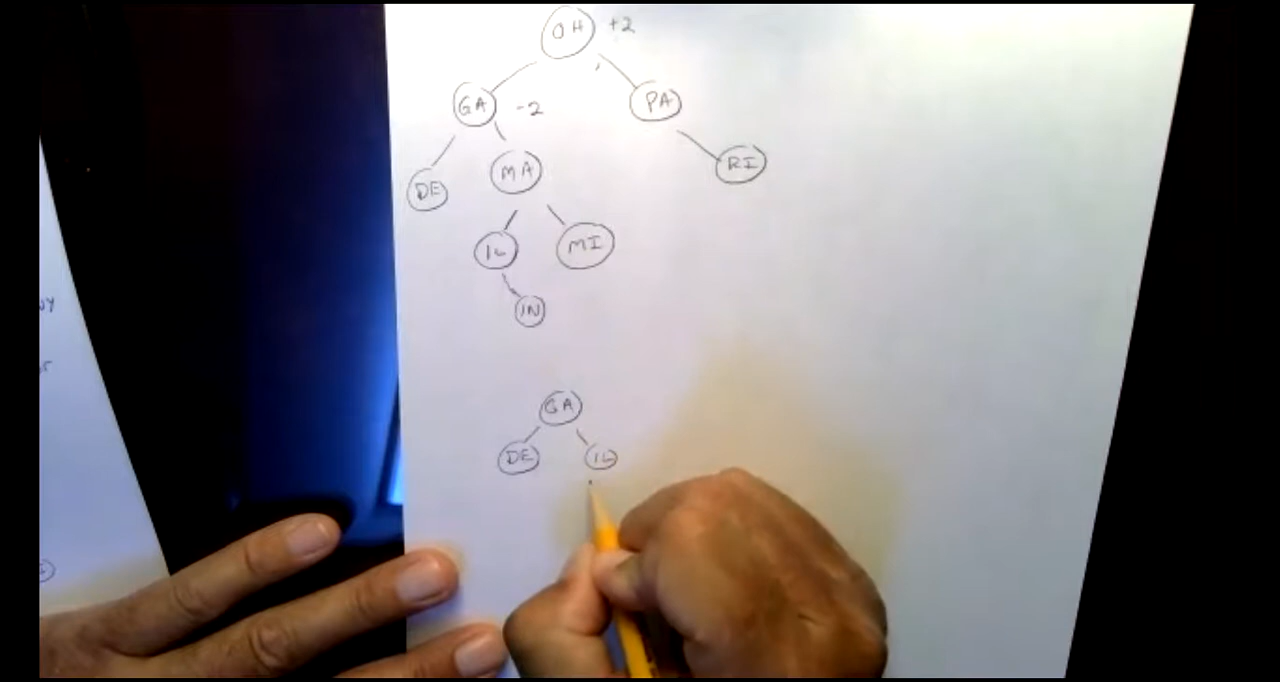 OH +2
GA -2 PA
DE MA RI
IL MI
IN
GA
DE IL